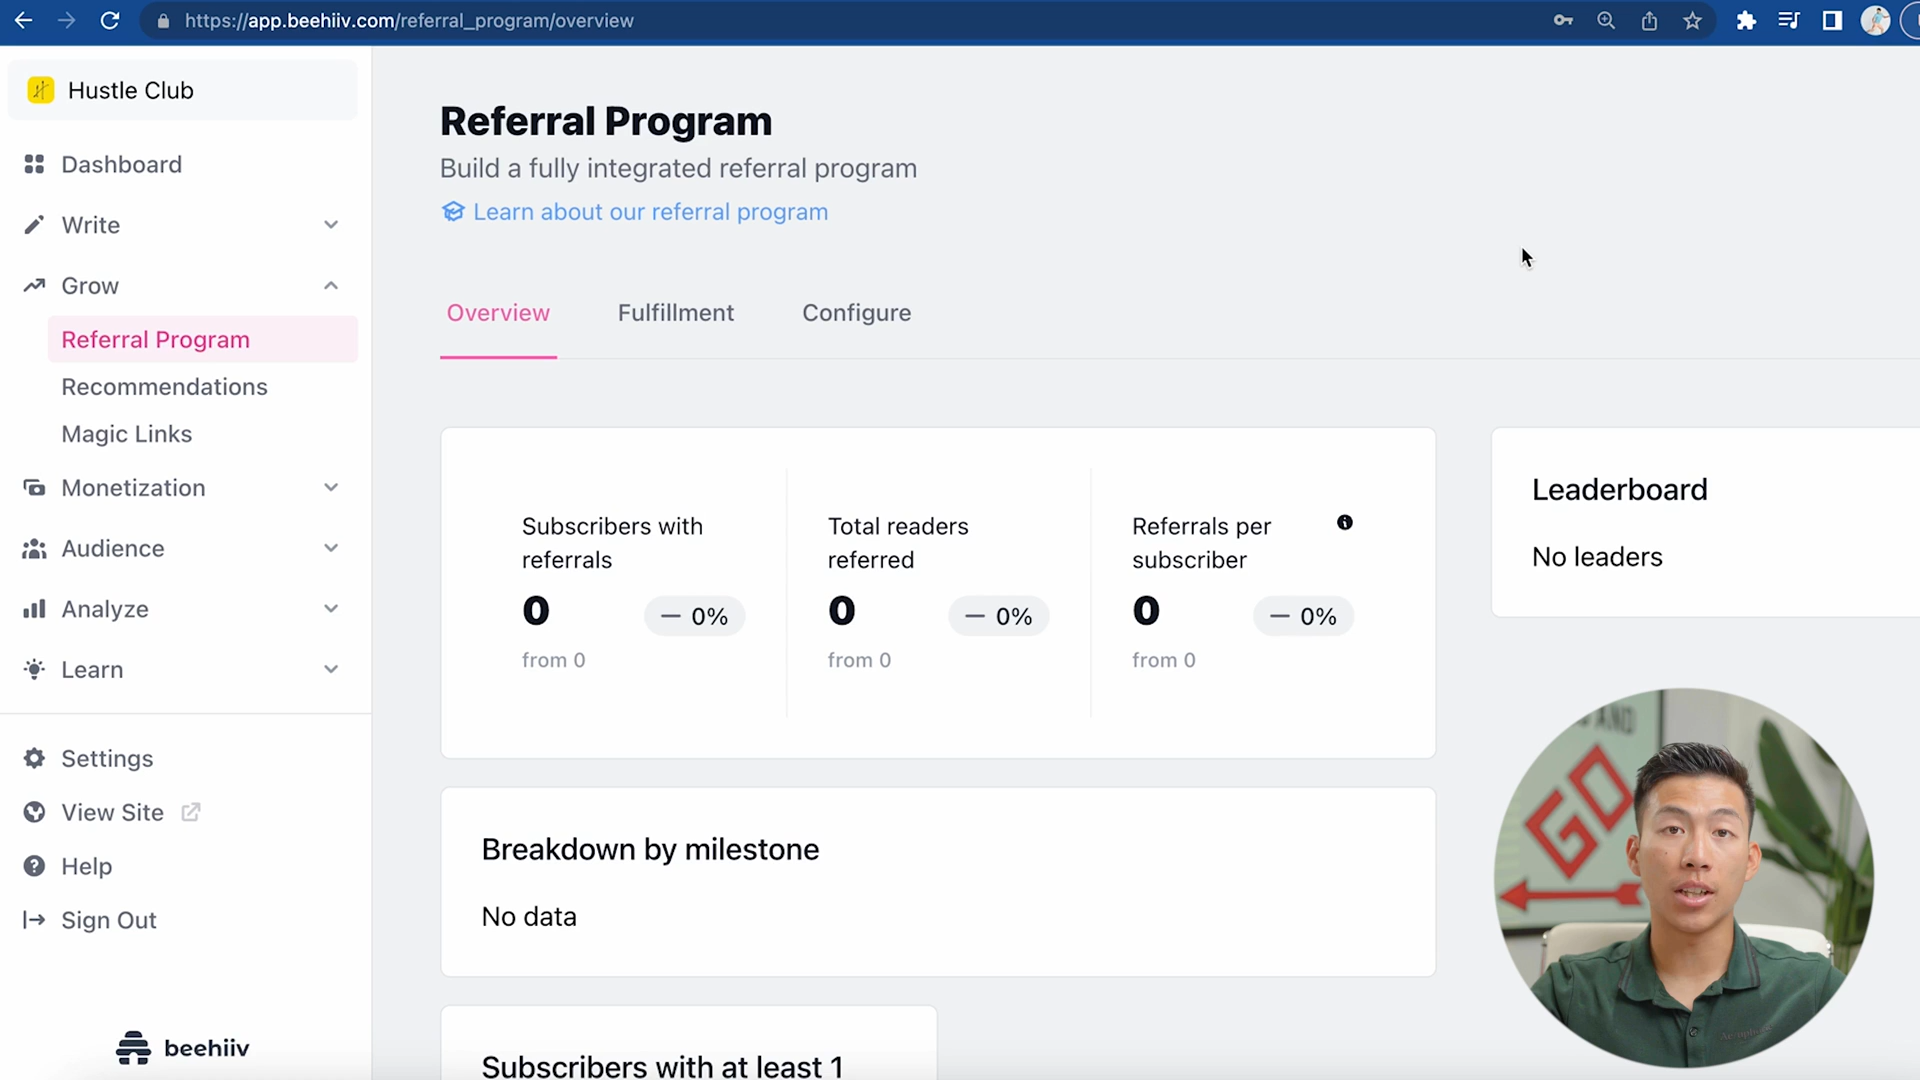 https://app.beehiiv.com/referral_program/overview
Hustle Club
Dashboard
Write
Grow
Referral Program
Recommendations
Magic Links
Monetization
Audience
Analyze
Learn
Settings
View Site
Help
Sign Out
beehiiv
Referral Program
Build a fully integrated referral program
Learn about our referral program
Overview Fulfillment Configure
Subscribers with
referrals
0 — 0%
from 0
Total readers
referred
0 — 0%
from 0
Referrals per
subscriber
0 — 0%
from 0
Leaderboard
No leaders
Breakdown by milestone
No data
Subscribers with at least 1
AND
GO